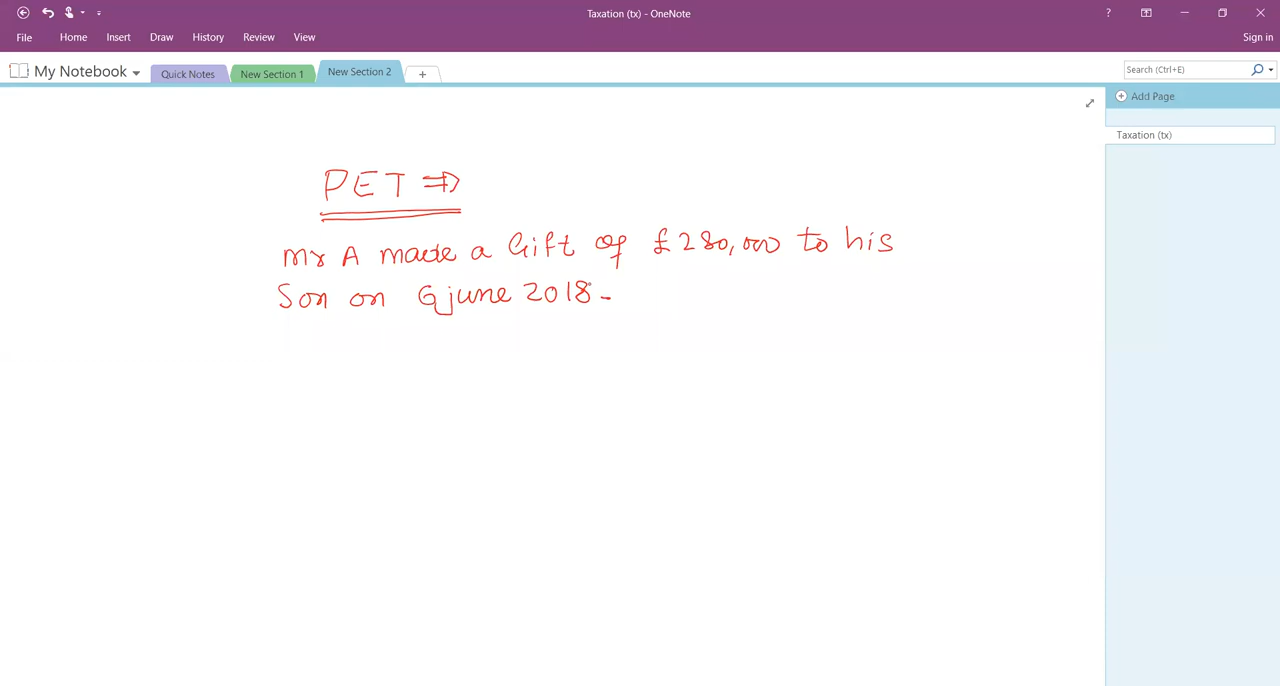 Taxation (tx) - OneNote
?
File
Home
Insert
Draw
History
Review
View
Sign in
My Notebook
Quick Notes
New Section 1
New Section 2
+
Search (Ctrl+E)
Add Page
Taxation (tx)
PET ⇒
Mr A made a Gift of £280,000 to his
Son on 9 june 2018-